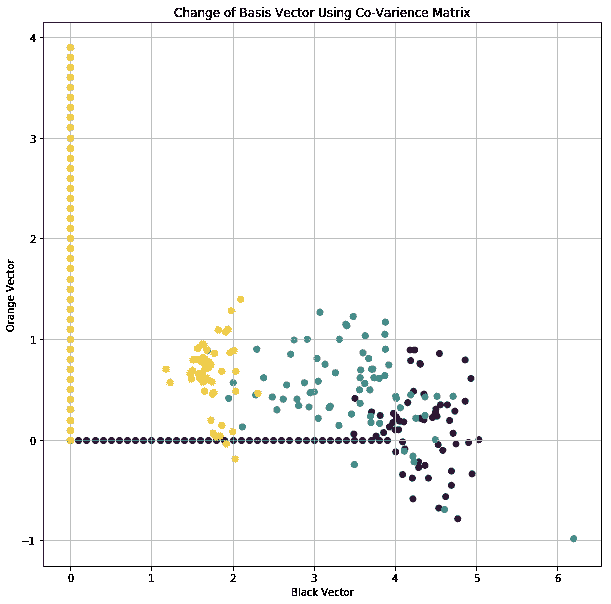 Change of Basis Vector Using Co-Varience Matrix
4
3
2
1
0
−1
Orange Vector
0 1 2 3 4 5 6
Black Vector